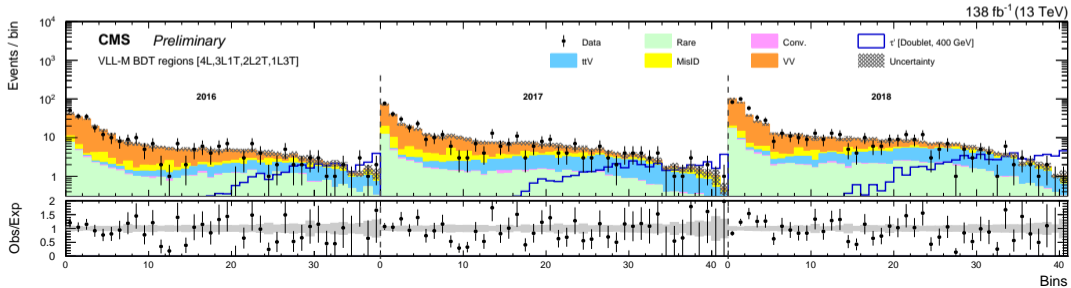 138 fb⁻¹ (13 TeV)
Events / bin
10⁴
10³
10²
10
1
CMS Preliminary
VLL-M BDT regions [4L,3L1T,2L2T,1L3T]
Data
Rare
Conv.
τ' [Doublet, 400 GeV]
ttV
MisID
VV
Uncertainty
2016
2017
2018
Obs/Exp
2
1.5
1
0.5
0
0 10 20 30 0 10 20 30 40 0 10 20 30 40
Bins